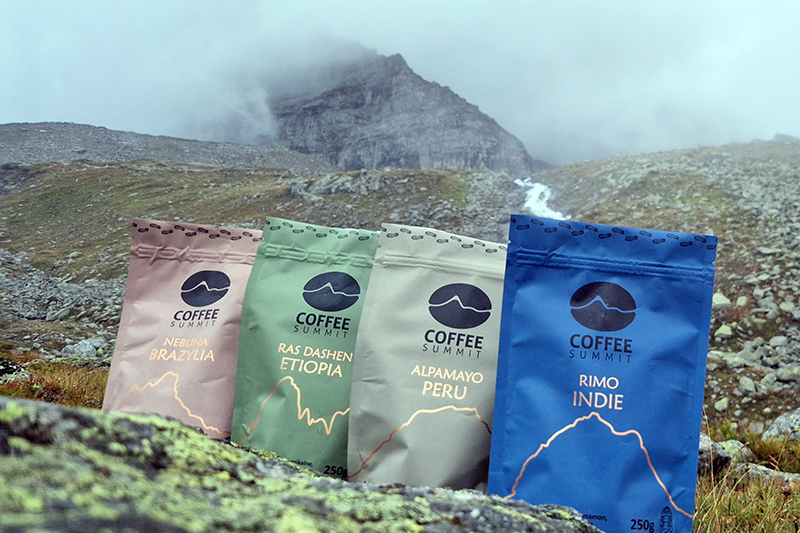 COFFEE
SUMMIT
NEBLINA
BRAZYLIA
COFFEE
SUMMIT
RAS DASHEN
ETIOPIA
250g
COFFEE
SUMMIT
ALPAMAYO
PERU
COFFEE
SUMMIT
RIMO
INDIE
250g